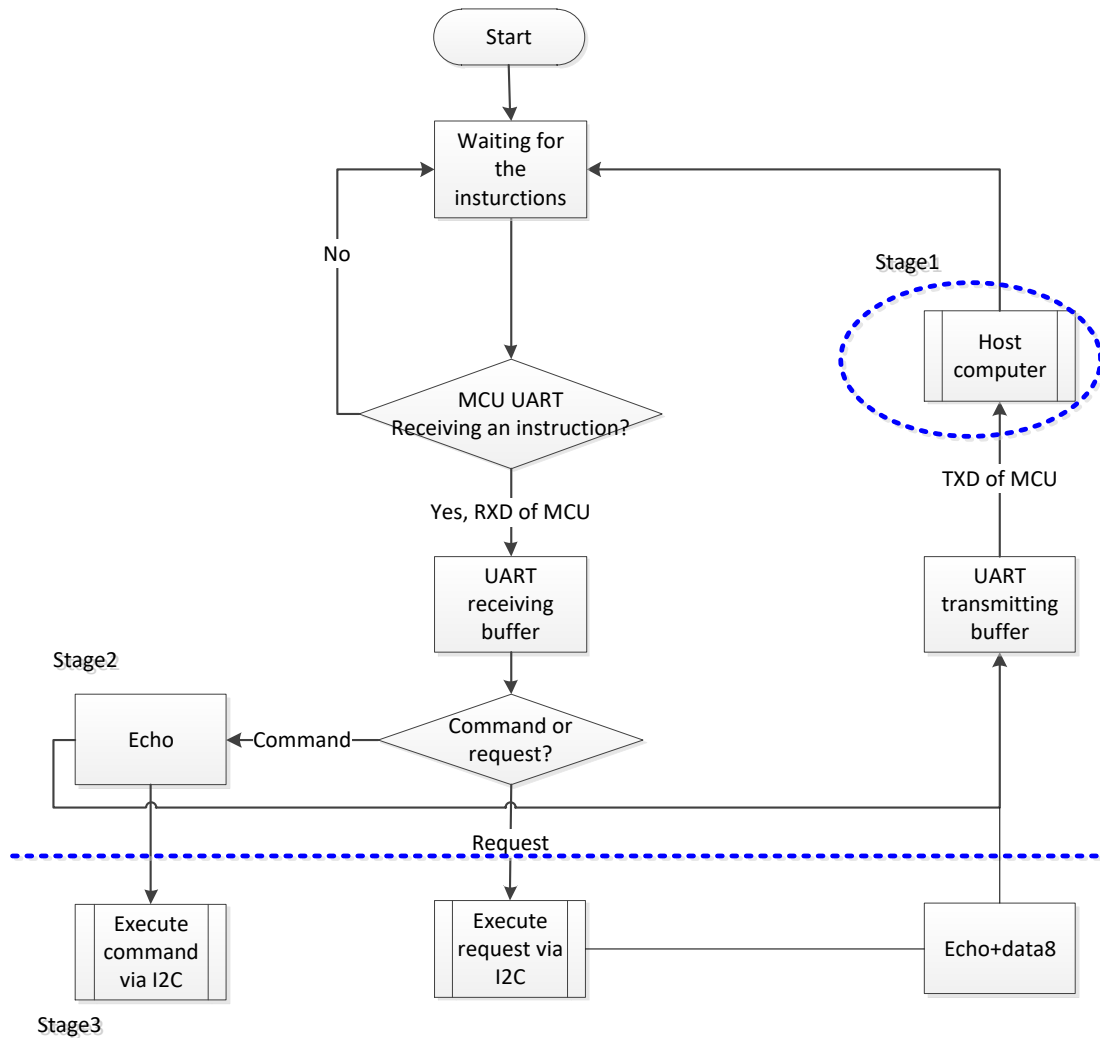 Start
Waiting for
the
insturctions
No
Stage1
Host
computer
MCU UART
Receiving an instruction?
TXD of MCU
Yes, RXD of MCU
UART
receiving
buffer
UART
transmitting
buffer
Stage2
Echo
Command
Command or
request?
Request
Execute
command
via I2C
Execute
request via
I2C
Echo+data8
Stage3